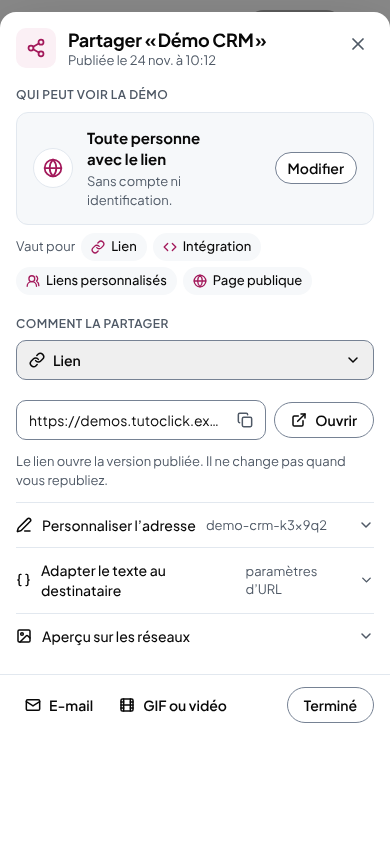 Partager « Démo CRM »
Publiée le 24 nov. à 10:12
QUI PEUT VOIR LA DÉMO
Toute personne
avec le lien
Sans compte ni
identification.
Modifier
Vaut pour
Lien
Intégration
Liens personnalisés
Page publique
COMMENT LA PARTAGER
Lien
https://demos.tutoclick.ex...
Ouvrir
Le lien ouvre la version publiée. Il ne change pas quand
vous republiez.
Personnaliser l'adresse demo-crm-k3x9q2
Adapter le texte au
destinataire
paramètres
d'URL
Aperçu sur les réseaux
E-mail
GIF ou vidéo
Terminé